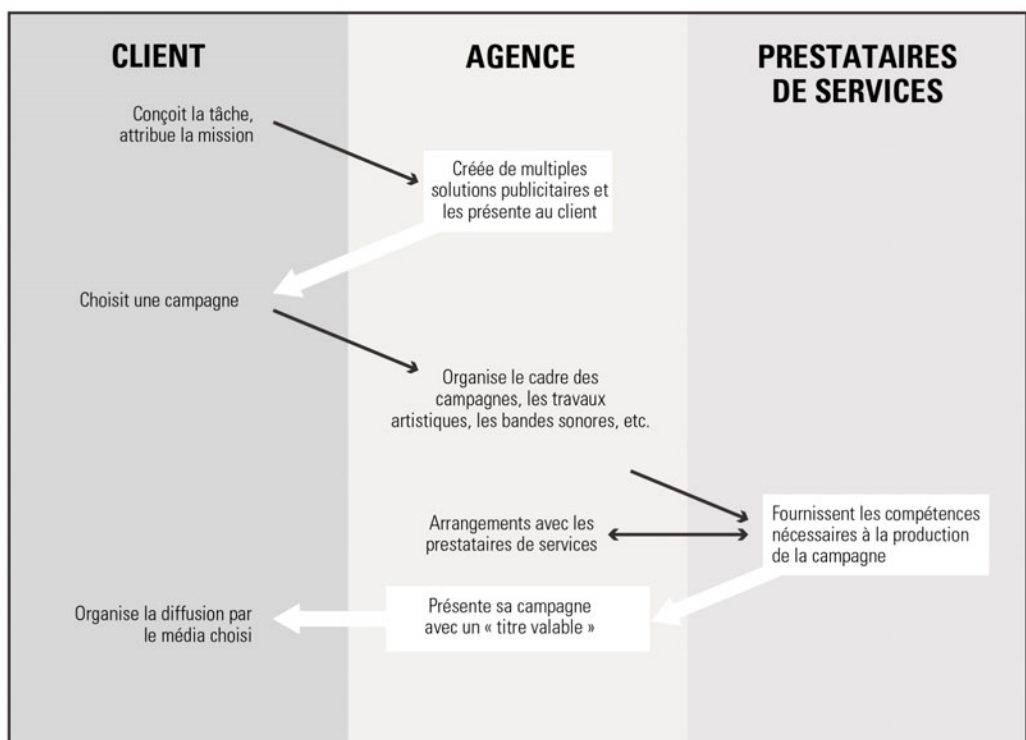 CLIENT
AGENCE
PRESTATAIRES
DE SERVICES
Conçoit la tâche,
attribue la mission
Créée de multiples
solutions publicitaires et
les présente au client
Choisit une campagne
Organise le cadre des
campagnes, les travaux
artistiques, les bandes sonores, etc.
Arrangements avec les
prestataires de services
Fournissent les compétences
nécessaires à la production
de la campagne
Présente sa campagne
avec un « titre valable »
Organise la diffusion par
le média choisi